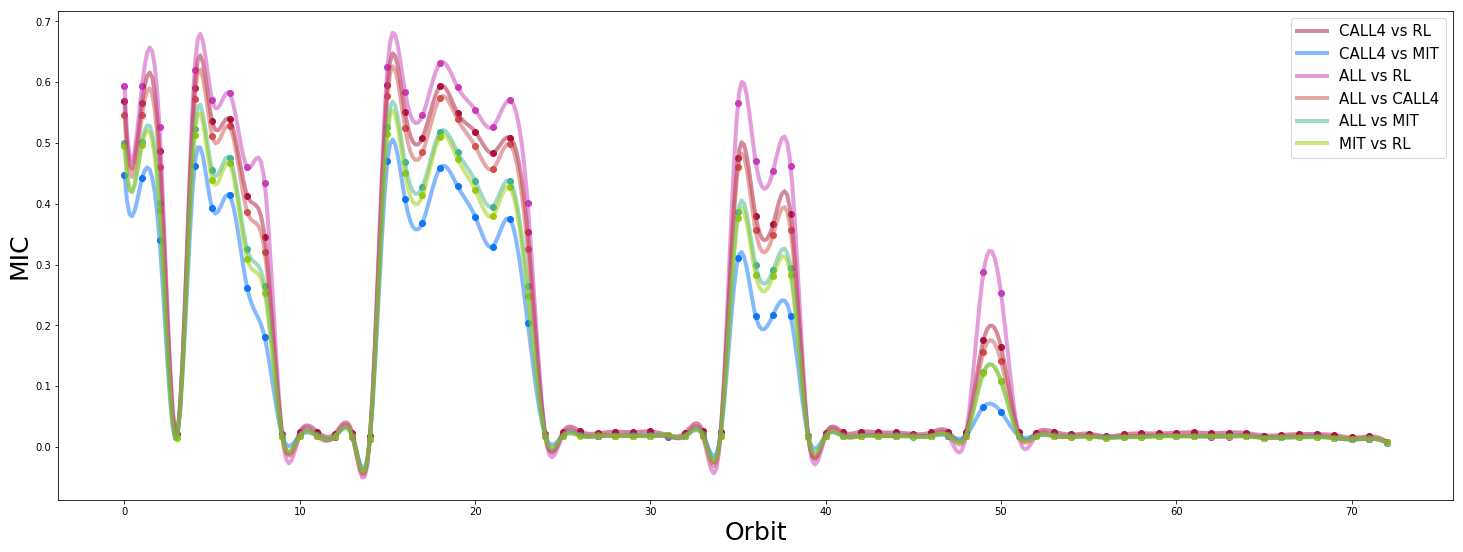 0.7
0.6
0.5
0.4
0.3
0.2
0.1
0.0
MIC
0 10 20 30 40 50 60 70
Orbit
CALL4 vs RL
CALL4 vs MIT
ALL vs RL
ALL vs CALL4
ALL vs MIT
MIT vs RL